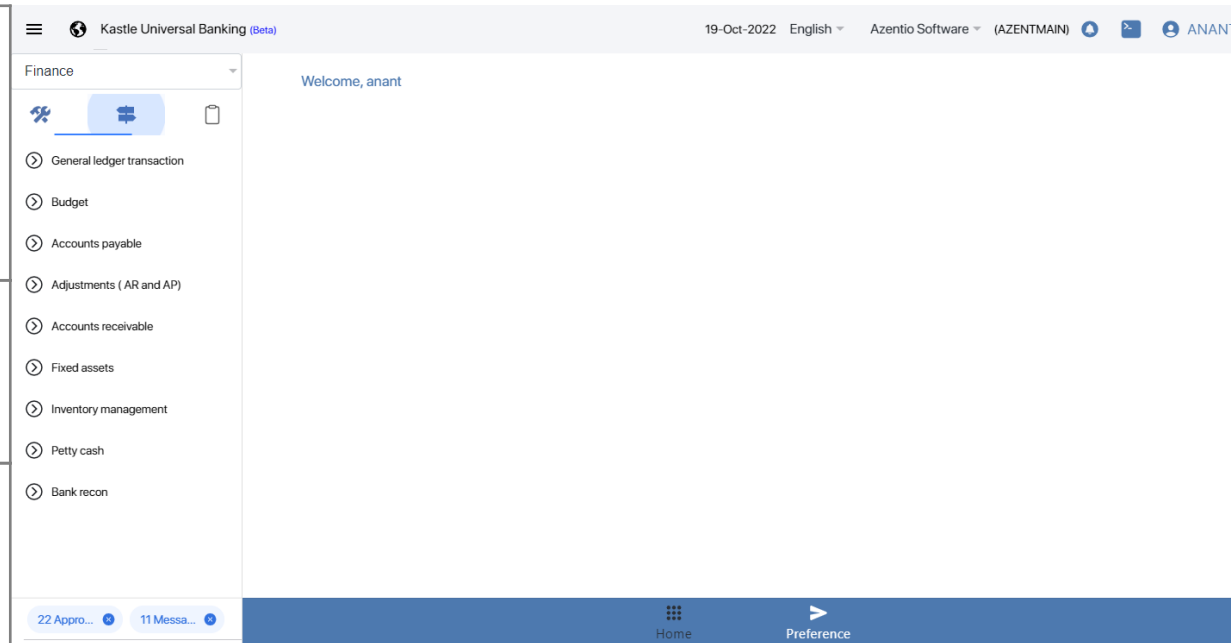 Kastle Universal Banking (Beta) 19-Oct-2022 English Azentio Software (AZENTMAIN) ANANT
Finance
Welcome, anant
General ledger transaction
Budget
Accounts payable
Adjustments ( AR and AP)
Accounts receivable
Fixed assets
Inventory management
Petty cash
Bank recon
22 Appro... 11 Messa...
Home Preference